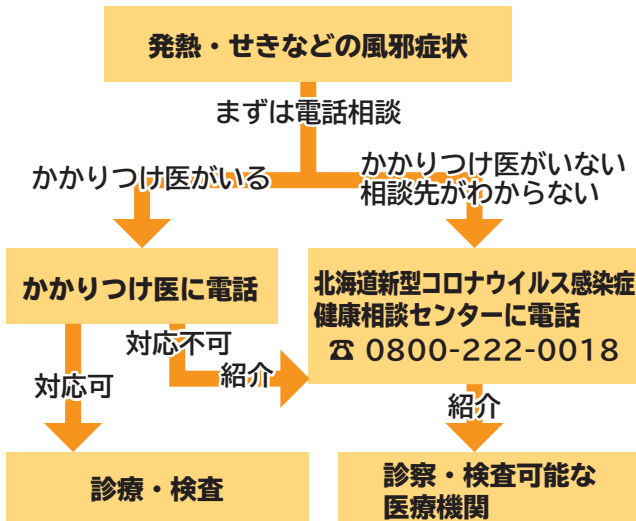 発熱・せきなどの風邪症状
まずは電話相談
かかりつけ医がいる
かかりつけ医がいない
相談先がわからない
かかりつけ医に電話
北海道新型コロナウイルス感染症
健康相談センターに電話
☎ 0800-222-0018
対応不可
紹介
対応可
紹介
診療・検査
診察・検査可能な
医療機関